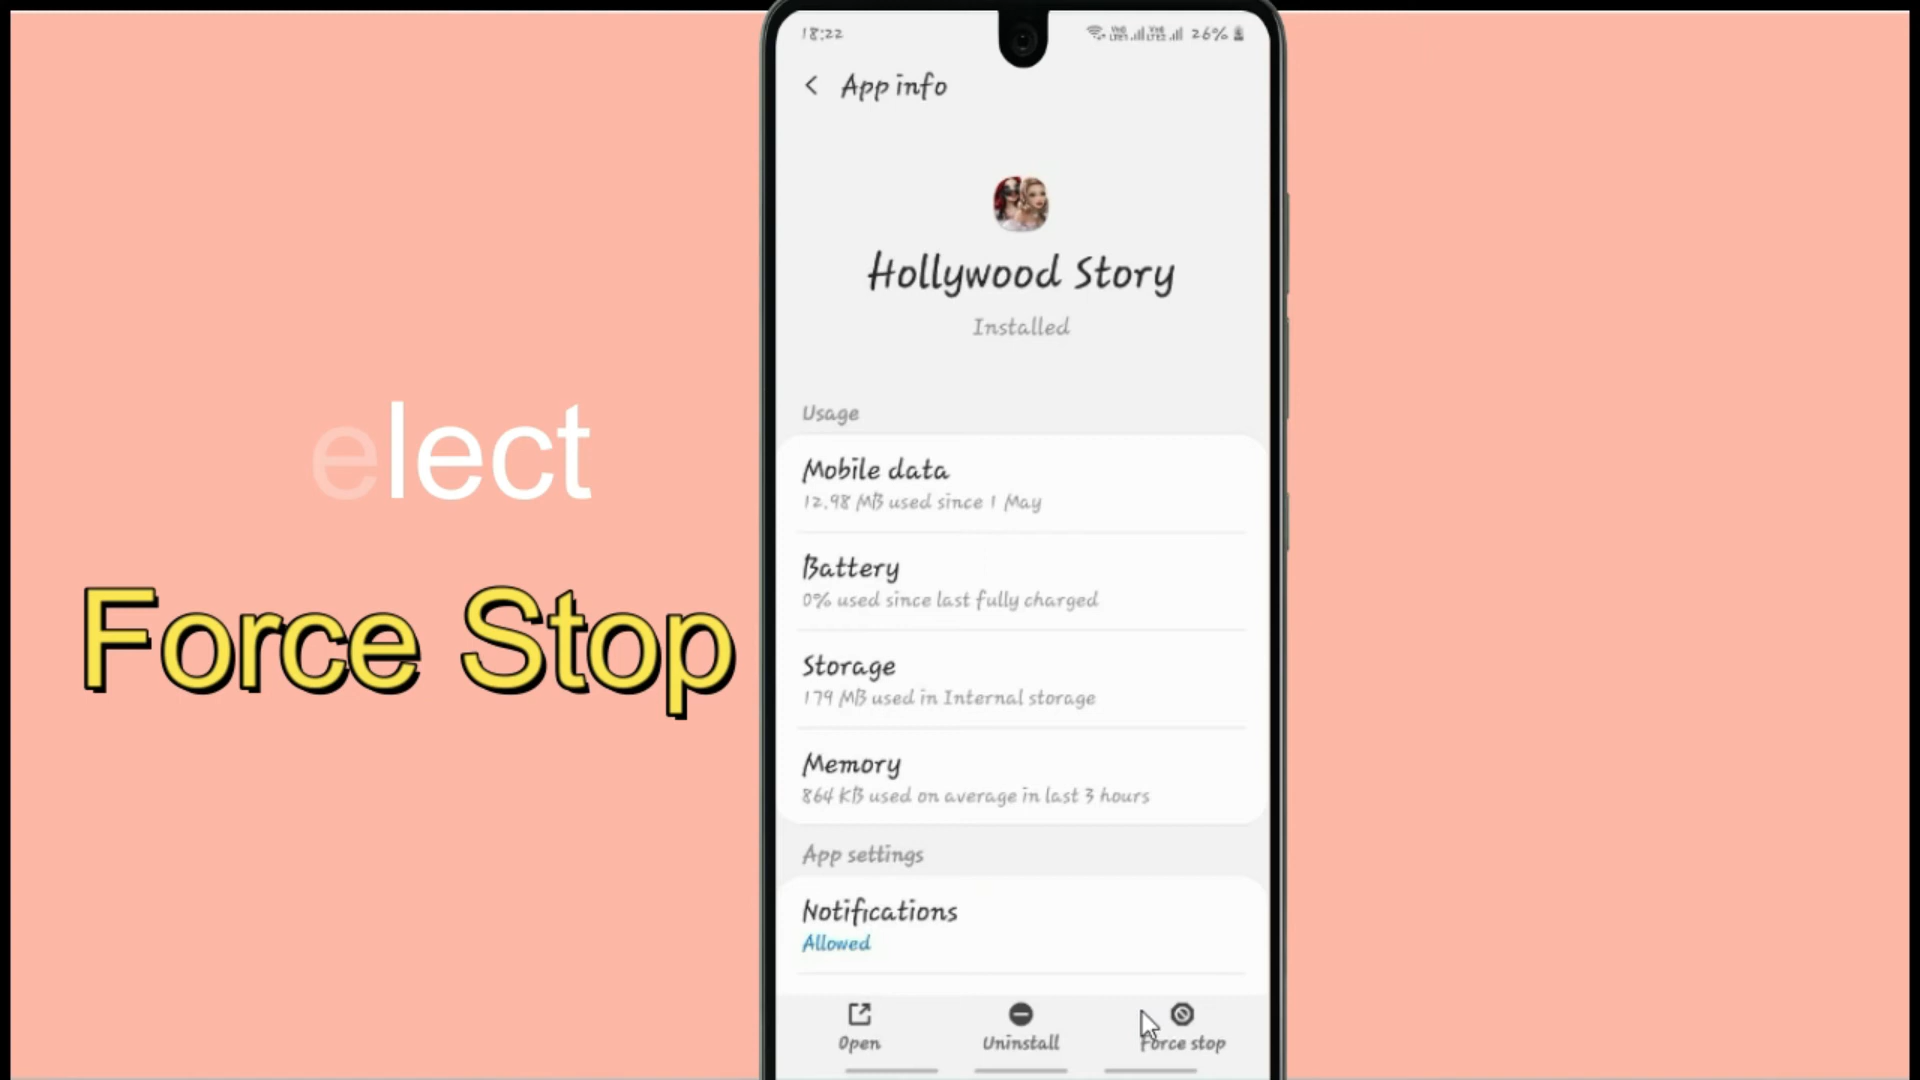 elect
Force Stop
18:22
26%
App info
Hollywood Story
Installed
Usage
Mobile data
12.98 MB used since 1 May
Battery
0% used since last fully charged
Storage
179 MB used in Internal storage
Memory
864 KB used on average in last 3 hours
App settings
Notifications
Allowed
Open
Uninstall
Force stop